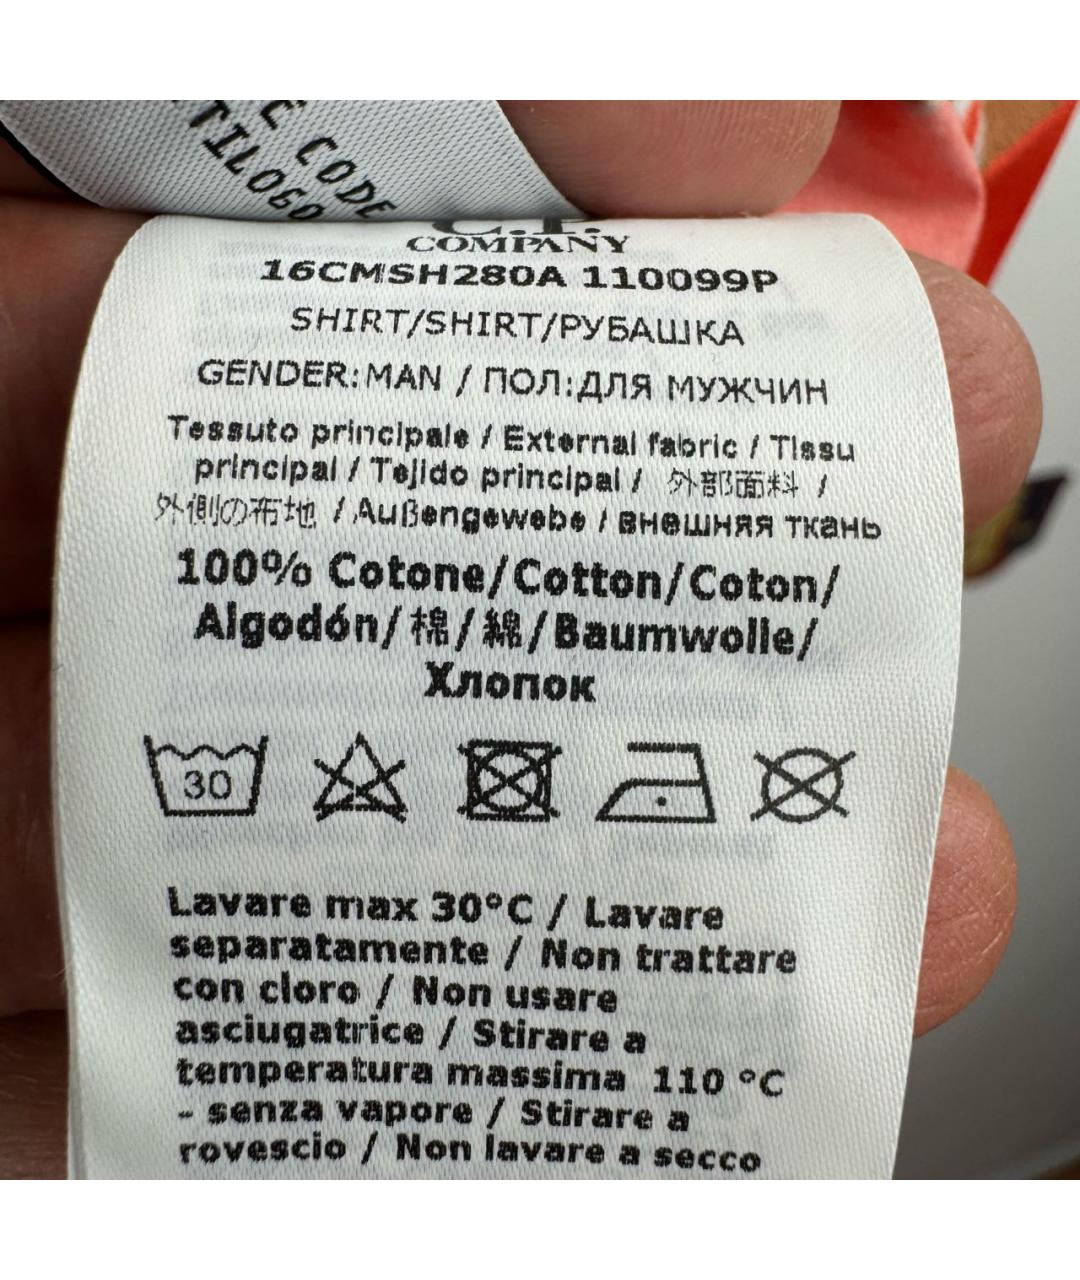 E CODE
TILOGO
C.P.
COMPANY
16CMSH280A 110099P
SHIRT/SHIRT/РУБАШКА
GENDER:MAN / ПОЛ:ДЛЯ МУЖЧИН
Tessuto principale / External fabric / Tissu
principal / Tejido principal / 外部面料 /
外側の布地 / Außengewebe / внешняя ткань
100% Cotone/Cotton/Coton/
Algodón/棉/綿/Baumwolle/
Хлопок
30
Lavare max 30°C / Lavare
separatamente / Non trattare
con cloro / Non usare
asciugatrice / Stirare a
temperatura massima 110 °C
- senza vapore / Stirare a
rovescio / Non lavare a secco